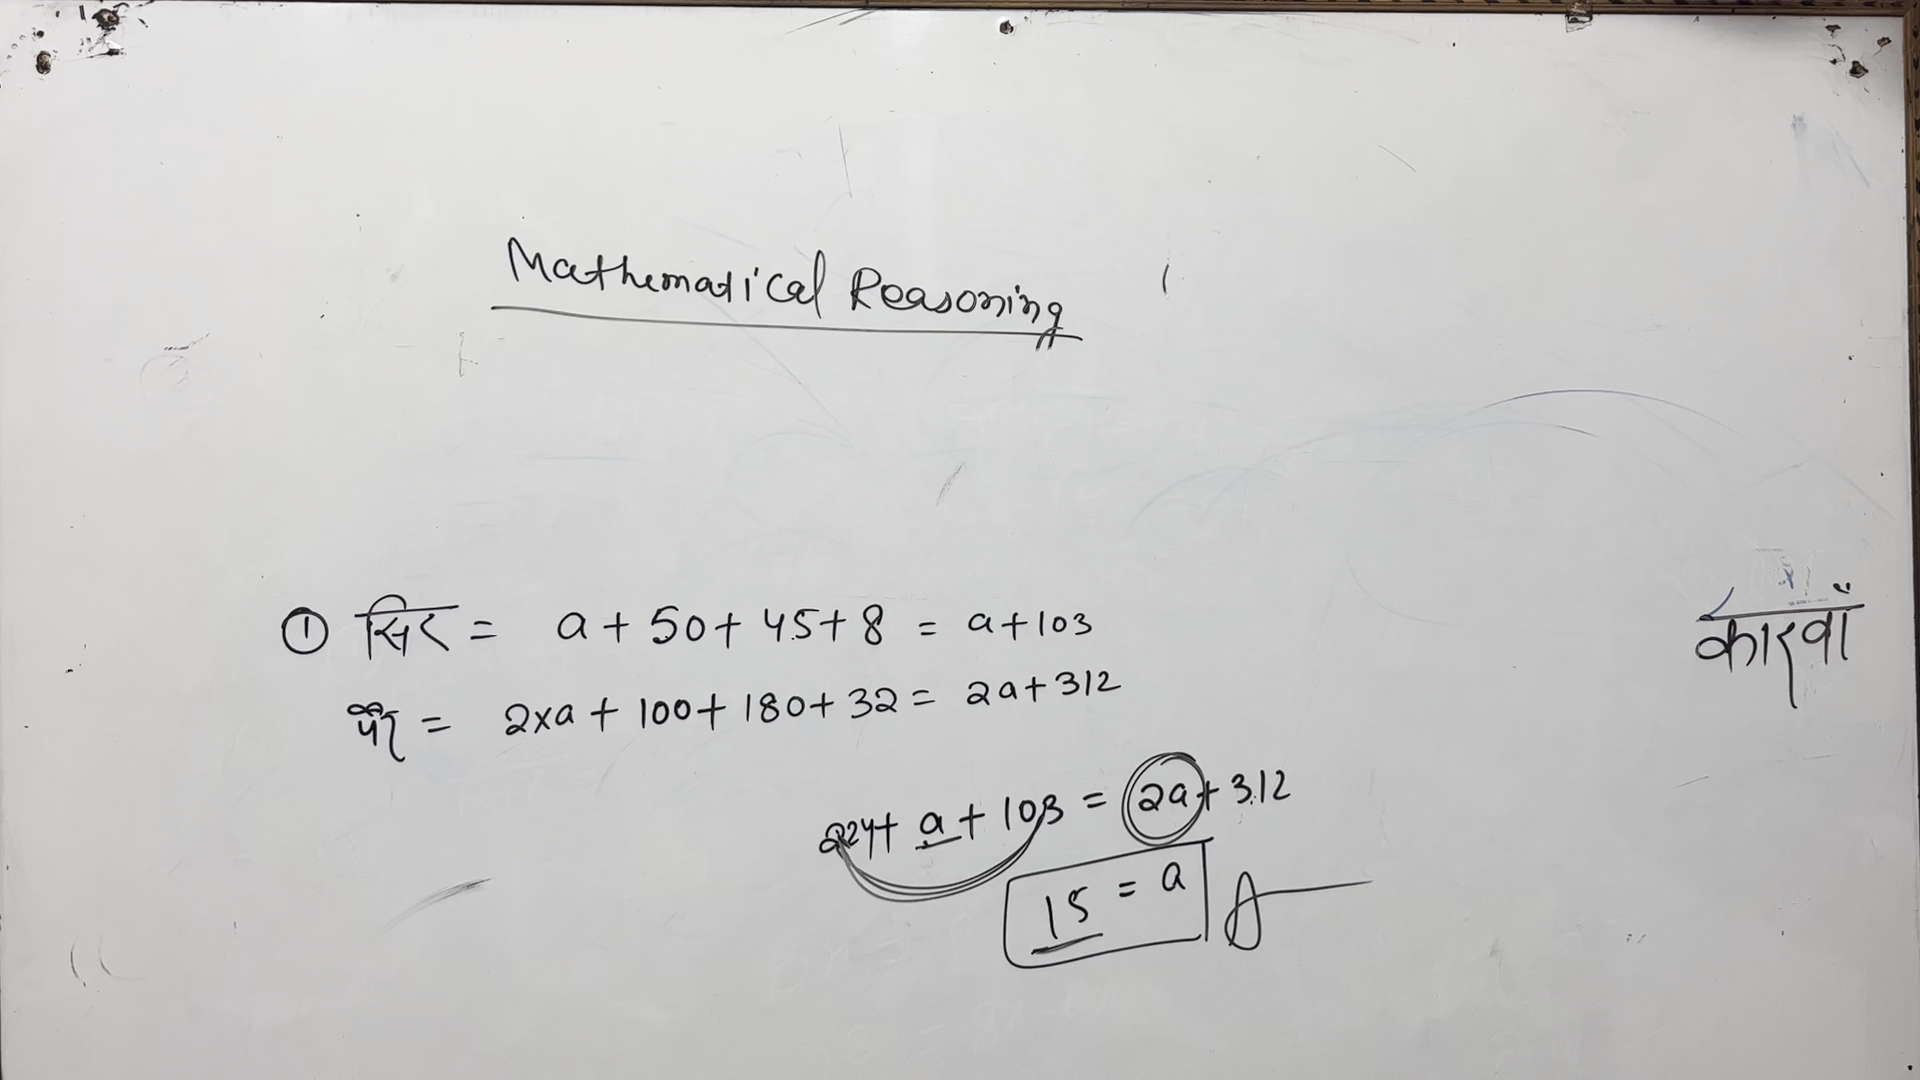 Mathematical Reasoning
① सिर = a + 50 + 45 + 8 = a + 103
पैर = 2xa + 100 + 180 + 32 = 2a + 312
कारवाँ
224 + a + 103 = 2a + 312
15 = a